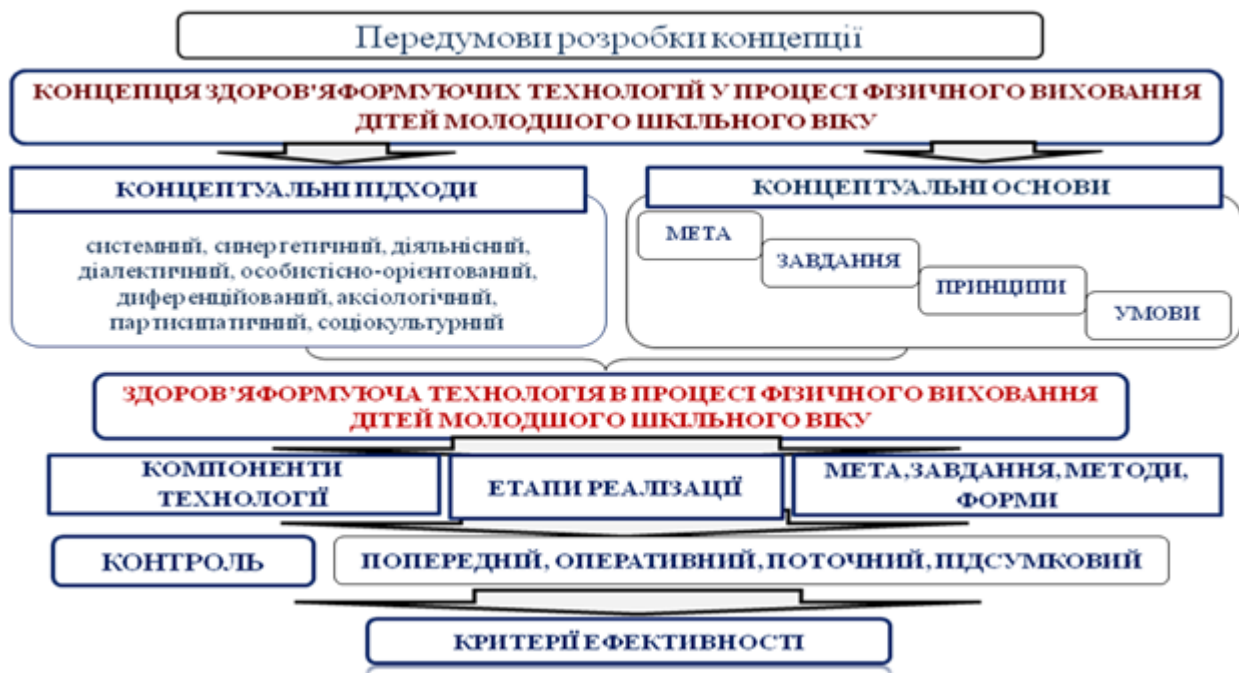 Передумови розробки концепції
КОНЦЕПЦІЯ ЗДОРОВ'ЯФОРМУЮЧИХ ТЕХНОЛОГІЙ У ПРОЦЕСІ ФІЗИЧНОГО ВИХОВАННЯ
ДІТЕЙ МОЛОДШОГО ШКІЛЬНОГО ВІКУ
КОНЦЕПТУАЛЬНІ ПІДХОДИ
системний, синергетичний, діяльнісний,
діалектичний, особистісно-орієнтований,
диференційований, аксіологічний,
партисипатичний, соціокультурний
КОНЦЕПТУАЛЬНІ ОСНОВИ
МЕТА
ЗАВДАННЯ
ПРИНЦИПИ
УМОВИ
ЗДОРОВ’ЯФОРМУЮЧА ТЕХНОЛОГІЯ В ПРОЦЕСІ ФІЗИЧНОГО ВИХОВАННЯ
ДІТЕЙ МОЛОДШОГО ШКІЛЬНОГО ВІКУ
КОМПОНЕНТИ
ТЕХНОЛОГІЇ
ЕТАПИ РЕАЛІЗАЦІЇ
МЕТА, ЗАВДАННЯ, МЕТОДИ,
ФОРМИ
КОНТРОЛЬ
ПОПЕРЕДНІЙ, ОПЕРАТИВНИЙ, ПОТОЧНИЙ, ПІДСУМКОВИЙ
КРИТЕРІЇ ЕФЕКТИВНОСТІ